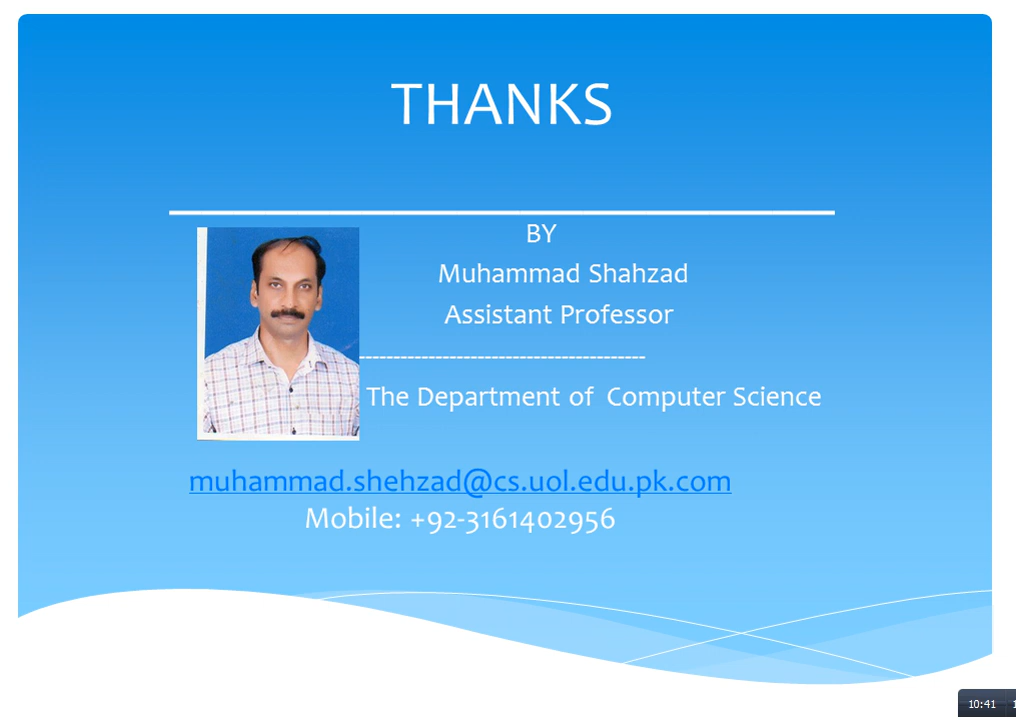 THANKS
BY
Muhammad Shahzad
Assistant Professor
-----------------------------------------
The Department of Computer Science
muhammad.shehzad@cs.uol.edu.pk.com
Mobile: +92-3161402956
10:41